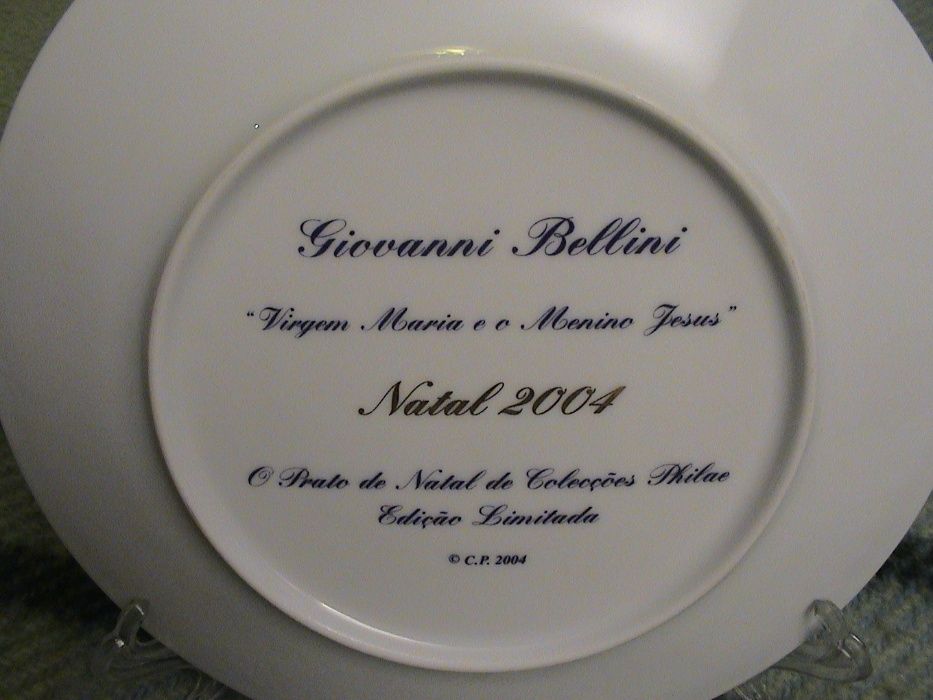 Giovanni Bellini
“Virgem Maria e o Menino Jesus”
Natal 2004
O Prato de Natal de Colecções Philae
Edição Limitada
© C.P. 2004